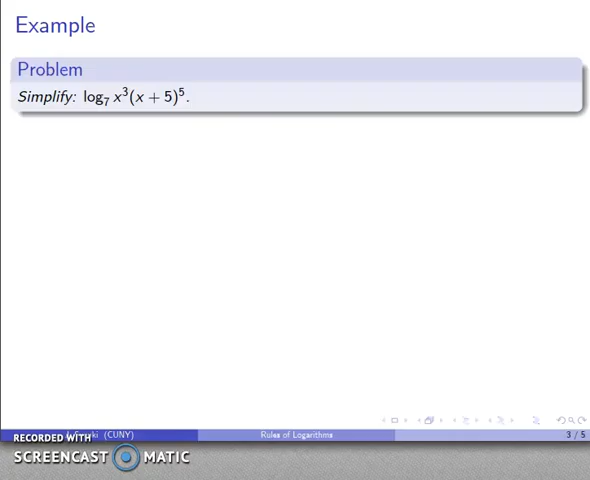 Example
Problem
Simplify: log₇ x³(x + 5)⁵.
(CUNY) Rules of Logarithms 3 / 5
RECORDED WITH
SCREENCAST MATIC